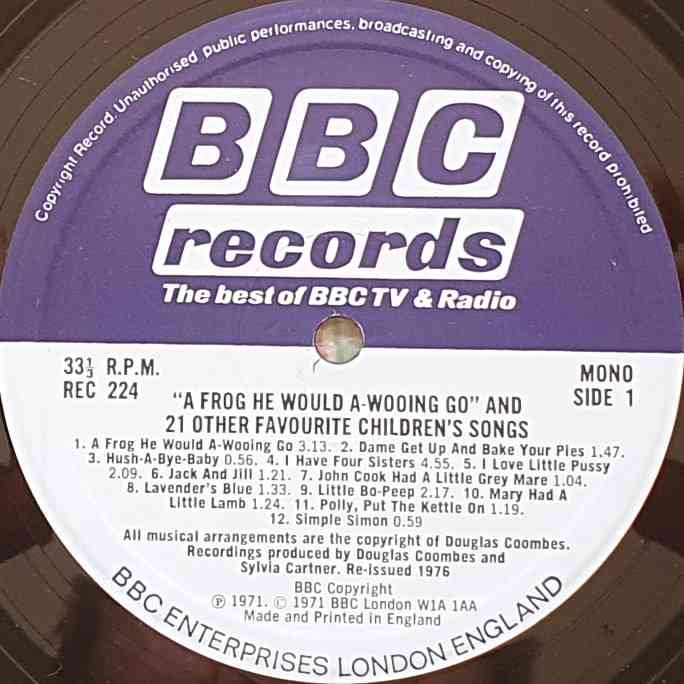 Copyright Record. Unauthorised public performances, broadcasting and copying of this record prohibited
BBC
records
The best of BBC TV & Radio
33⅓ R.P.M.
REC 224
MONO
SIDE 1
"A FROG HE WOULD A-WOOING GO" AND
21 OTHER FAVOURITE CHILDREN'S SONGS
1. A Frog He Would A-Wooing Go 3.13. 2. Dame Get Up And Bake Your Pies 1.47.
3. Hush-A-Bye-Baby 0.56. 4. I Have Four Sisters 4.55. 5. I Love Little Pussy
2.09. 6. Jack And Jill 1.21. 7. John Cook Had A Little Grey Mare 1.04.
8. Lavender's Blue 1.33. 9. Little Bo-Peep 2.17. 10. Mary Had A
Little Lamb 1.24. 11. Polly, Put The Kettle On 1.19.
12. Simple Simon 0.59
All musical arrangements are the copyright of Douglas Coombes.
Recordings produced by Douglas Coombes and
Sylvia Cartner. Re-issued 1976
BBC Copyright
℗ 1971. © 1971 BBC London W1A 1AA
Made and Printed in England
BBC ENTERPRISES LONDON ENGLAND